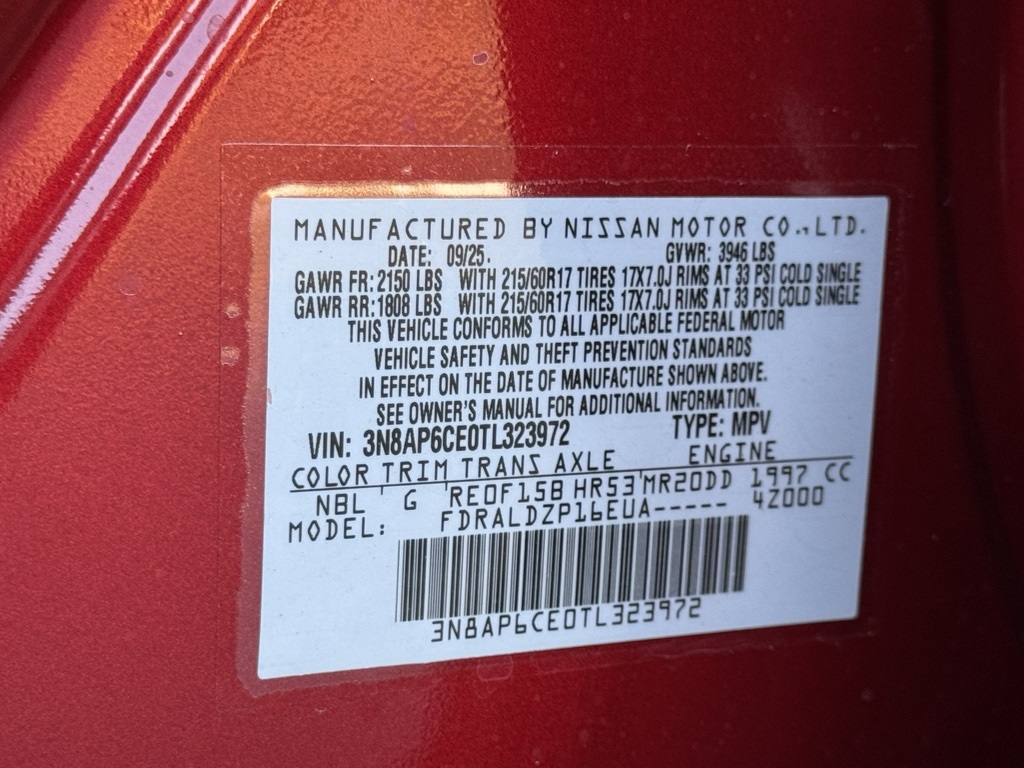 MANUFACTURED BY NISSAN MOTOR CO.,LTD.
DATE: 09/25. GVWR: 3946 LBS
GAWR FR: 2150 LBS WITH 215/60R17 TIRES 17X7.0J RIMS AT 33 PSI COLD SINGLE
GAWR RR: 1808 LBS WITH 215/60R17 TIRES 17X7.0J RIMS AT 33 PSI COLD SINGLE
THIS VEHICLE CONFORMS TO ALL APPLICABLE FEDERAL MOTOR
VEHICLE SAFETY AND THEFT PREVENTION STANDARDS
IN EFFECT ON THE DATE OF MANUFACTURE SHOWN ABOVE.
SEE OWNER'S MANUAL FOR ADDITIONAL INFORMATION.
VIN: 3N8AP6CE0TL323972 TYPE: MPV
COLOR TRIM TRANS AXLE ENGINE
NBL G RE0F15B HR53 MR20DD 1997 CC
MODEL: FDRALDZP16EUA----- 4Z000
3N8AP6CE0TL323972